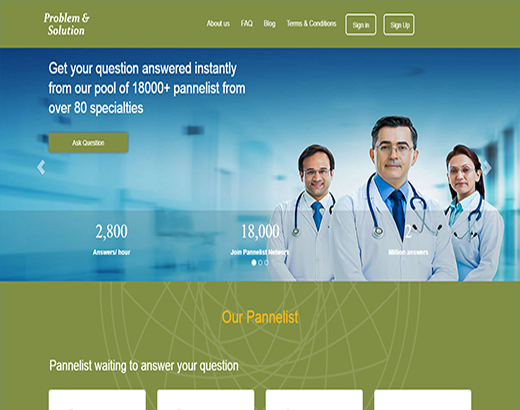 Problem &
Solution
About us FAQ Blog Terms & Conditions Sign in Sign Up
Get your question answered instantly
from our pool of 18000+ pannelist from
over 80 specialties
Ask Question
2,800 18,000 2
Answers/ hour Join Pannelist Network Million answers
Our Pannelist
Pannelist waiting to answer your question